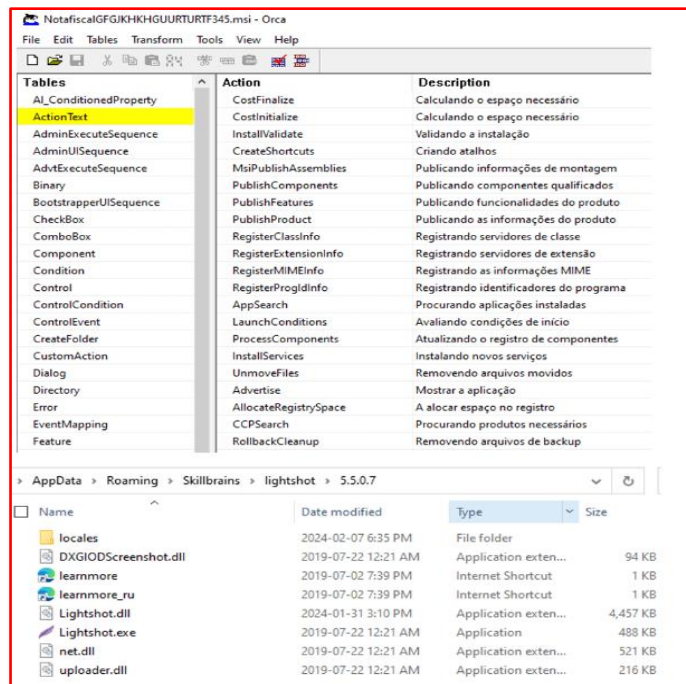 NotafiscalGFGJKHKHGUURTURTF345.msi - Orca
File Edit Tables Transform Tools View Help
Tables Action Description
AI_ConditionedProperty CostFinalize Calculando o espaço necessário
ActionText CostInitialize Calculando o espaço necessário
AdminExecuteSequence InstallValidate Validando a instalação
AdminUISequence CreateShortcuts Criando atalhos
AdvtExecuteSequence MsiPublishAssemblies Publicando informações de montagem
Binary PublishComponents Publicando componentes qualificados
BootstrapperUISequence PublishFeatures Publicando funcionalidades do produto
CheckBox PublishProduct Publicando as informações do produto
ComboBox RegisterClassInfo Registrando servidores de classe
Component RegisterExtensionInfo Registrando servidores de extensão
Condition RegisterMIMEInfo Registrando as informações MIME
Control RegisterProgIdInfo Registrando identificadores do programa
ControlCondition AppSearch Procurando aplicações instaladas
ControlEvent LaunchConditions Avaliando condições de início
CreateFolder ProcessComponents Atualizando o registro de componentes
CustomAction InstallServices Instalando novos serviços
Dialog UnmoveFiles Removendo arquivos movidos
Directory Advertise Mostrar a aplicação
Error AllocateRegistrySpace A alocar espaço no registro
EventMapping CCPSearch Procurando produtos necessários
Feature RollbackCleanup Removendo arquivos de backup
› AppData › Roaming › Skillbrains › lightshot › 5.5.0.7
Name Date modified Type Size
locales 2024-02-07 6:35 PM File folder
DXGIODScreenshot.dll 2019-07-22 12:21 AM Application exten... 94 KB
learnmore 2019-07-02 7:39 PM Internet Shortcut 1 KB
learnmore_ru 2019-07-02 7:39 PM Internet Shortcut 1 KB
Lightshot.dll 2024-01-31 3:10 PM Application exten... 4,457 KB
Lightshot.exe 2019-07-22 12:21 AM Application 488 KB
net.dll 2019-07-22 12:21 AM Application exten... 521 KB
uploader.dll 2019-07-22 12:21 AM Application exten... 216 KB